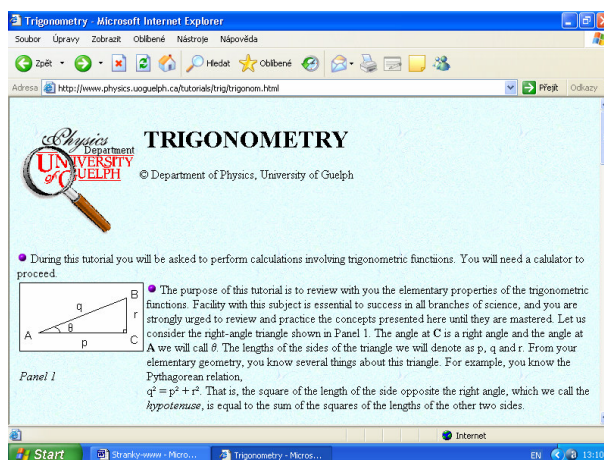 Trigonometry - Microsoft Internet Explorer
Soubor Úpravy Zobrazit Oblíbené Nástroje Nápověda
Zpět Hledat Oblíbené
Adresa http://www.physics.uoguelph.ca/tutorials/trig/trigonom.html Přejít Odkazy
Physics
Department
UNIVERSITY
of GUELPH
TRIGONOMETRY
© Department of Physics, University of Guelph
During this tutorial you will be asked to perform calculations involving trigonometric functiions. You will need a calulator to
proceed.
A B C q r p θ
Panel 1
The purpose of this tutorial is to review with you the elementary properties of the trigonometric
functions. Facility with this subject is essential to success in all branches of science, and you are
strongly urged to review and practice the concepts presented here until they are mastered. Let us
consider the right-angle triangle shown in Panel 1. The angle at C is a right angle and the angle at
A we will call θ. The lengths of the sides of the triangle we will denote as p, q and r. From your
elementary geometry, you know several things about this triangle. For example, you know the
Pythagorean relation,
q² = p² + r². That is, the square of the length of the side opposite the right angle, which we call the
hypotenuse, is equal to the sum of the squares of the lengths of the other two sides.
Internet
Start Stranky-www - Micro... Trigonometry - Micros... EN 13:10